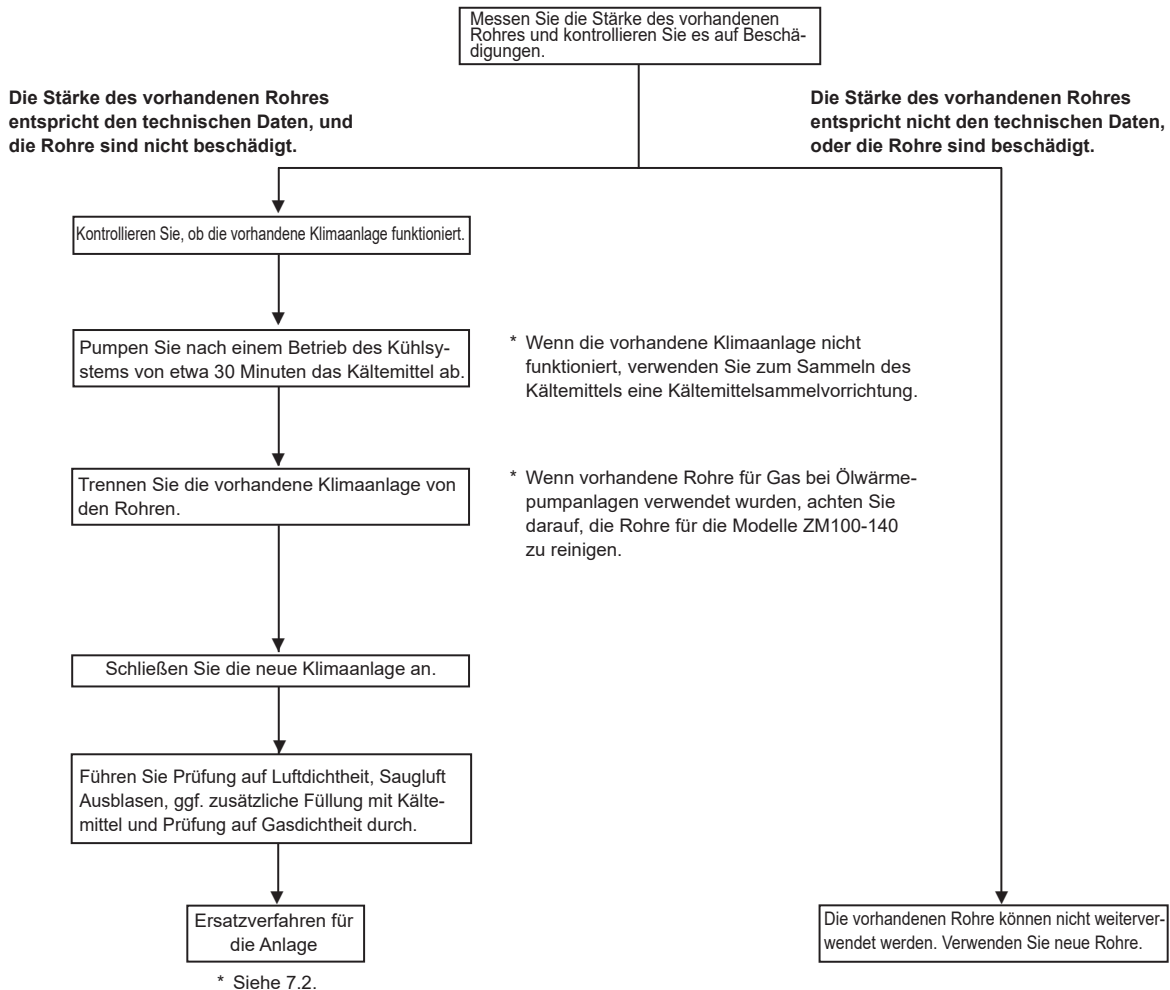 Messen Sie die Stärke des vorhandenen
Rohres und kontrollieren Sie es auf Beschä-
digungen.
Die Stärke des vorhandenen Rohres
entspricht den technischen Daten, und
die Rohre sind nicht beschädigt.
Die Stärke des vorhandenen Rohres
entspricht nicht den technischen Daten,
oder die Rohre sind beschädigt.
Kontrollieren Sie, ob die vorhandene Klimaanlage funktioniert.
Pumpen Sie nach einem Betrieb des Kühlsy-
stems von etwa 30 Minuten das Kältemittel ab.
* Wenn die vorhandene Klimaanlage nicht
funktioniert, verwenden Sie zum Sammeln des
Kältemittels eine Kältemittelsammelvorrichtung.
Trennen Sie die vorhandene Klimaanlage von
den Rohren.
* Wenn vorhandene Rohre für Gas bei Ölwärme-
pumpanlagen verwendet wurden, achten Sie
darauf, die Rohre für die Modelle ZM100-140
zu reinigen.
Schließen Sie die neue Klimaanlage an.
Führen Sie Prüfung auf Luftdichtheit, Saugluft
Ausblasen, ggf. zusätzliche Füllung mit Kälte-
mittel und Prüfung auf Gasdichtheit durch.
Ersatzverfahren für
die Anlage
* Siehe 7.2.
Die vorhandenen Rohre können nicht weiterver-
wendet werden. Verwenden Sie neue Rohre.